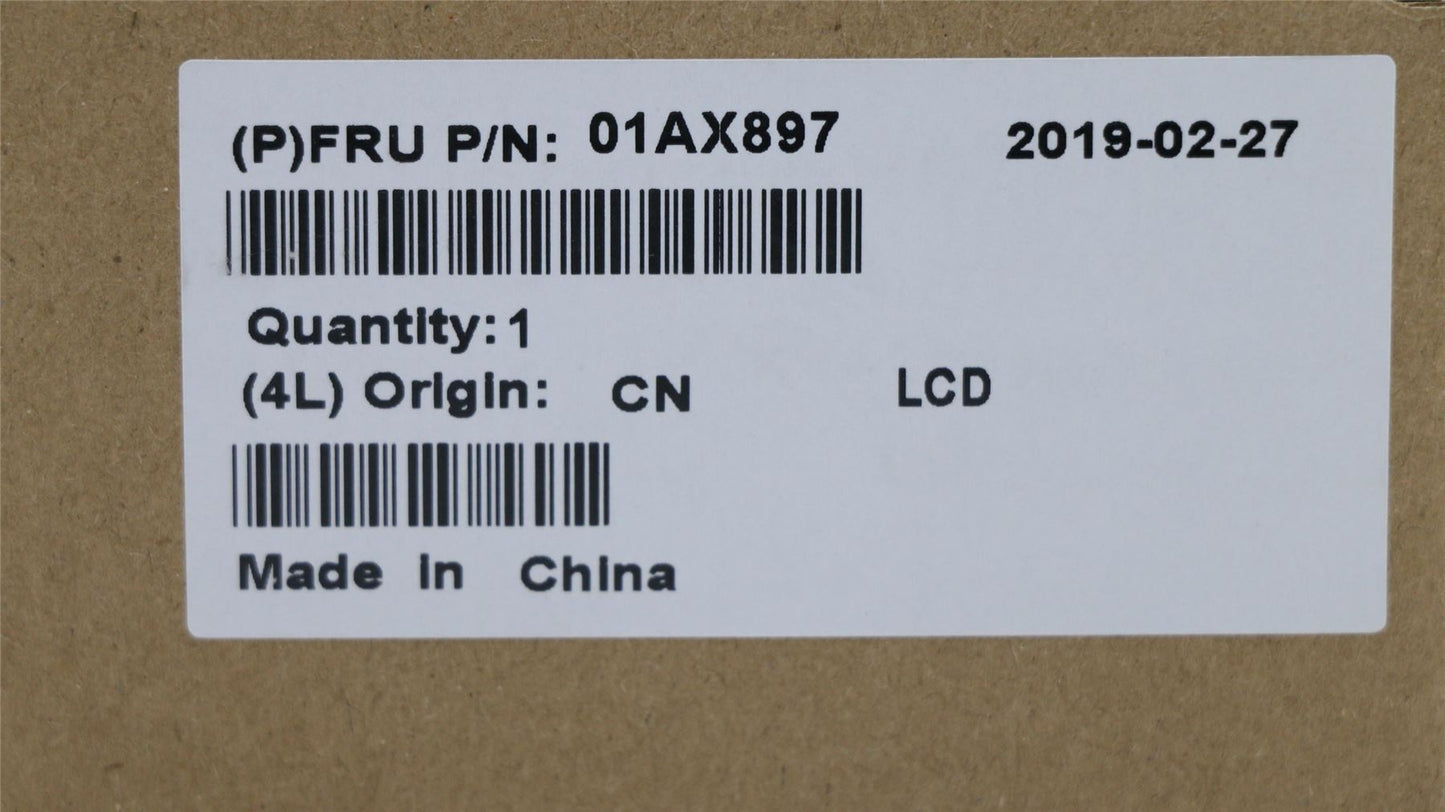 (P)FRU P/N: 01AX897 2019-02-27
Quantity: 1
(4L) Origin: CN LCD
Made in China